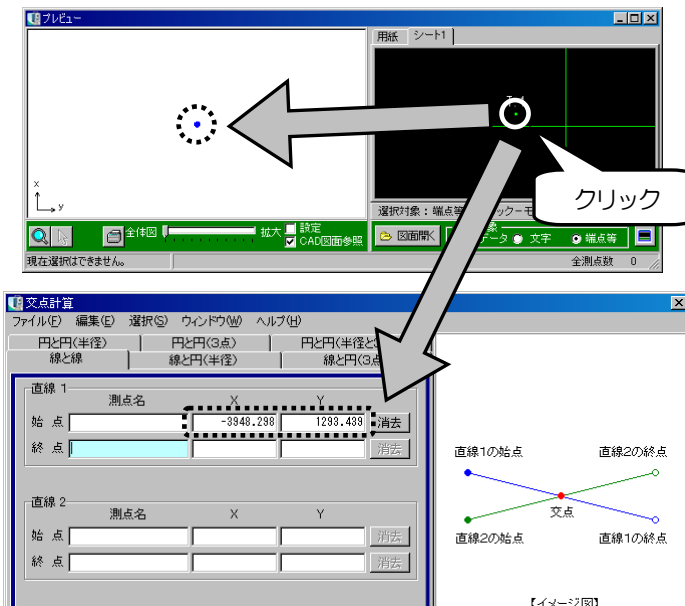 プレビュー
用紙 シート1
T-1
x
y
クリック
選択対象：端点等
ックーモ
全体図
拡大
設定
CAD図面参照
図面開く
象
データ
文字
端点等
現在選択はできません。
全測点数 0
交点計算
ファイル(F) 編集(E) 選択(S) ウィンドウ(W) ヘルプ(H)
円と円(半径) 円と円(3点) 円と円(半径と3
線と線 線と円(半径) 線と円(3点
直線 1
測点名 X Y
始 点 -3948.298 1293.439 消去
終 点 消去
直線 2
測点名 X Y
始 点 消去
終 点 消去
直線1の始点 直線2の終点
交点
直線2の始点 直線1の終点
【イメージ図】